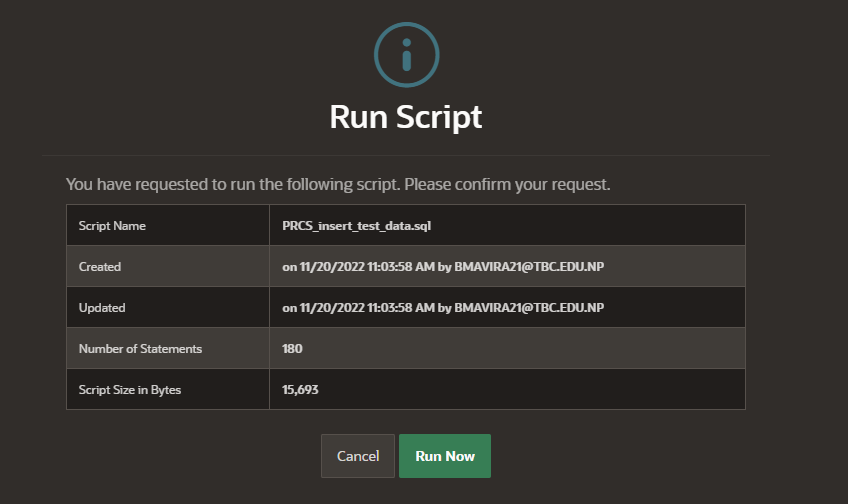 Run Script
You have requested to run the following script. Please confirm your request.
Script Name PRCS_insert_test_data.sql
Created on 11/20/2022 11:03:58 AM by BMAVIRA21@TBC.EDU.NP
Updated on 11/20/2022 11:03:58 AM by BMAVIRA21@TBC.EDU.NP
Number of Statements 180
Script Size in Bytes 15,693
Cancel Run Now